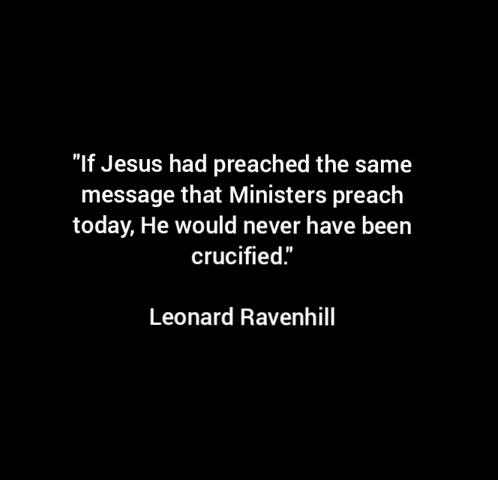 "If Jesus had preached the same
message that Ministers preach
today, He would never have been
crucified."
Leonard Ravenhill